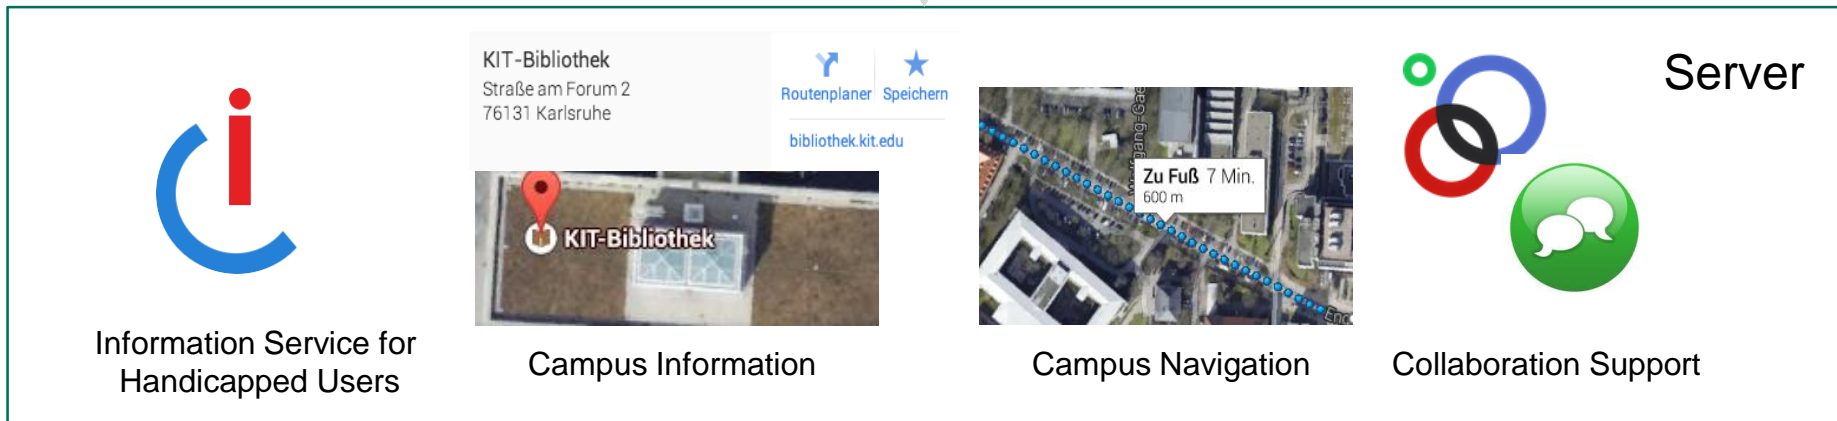 Server
KIT-Bibliothek
Straße am Forum 2
76131 Karlsruhe
Routenplaner
Speichern
bibliothek.kit.edu
KIT-Bibliothek
Zu Fuß 7 Min.
600 m
Information Service for
Handicapped Users
Campus Information
Campus Navigation
Collaboration Support